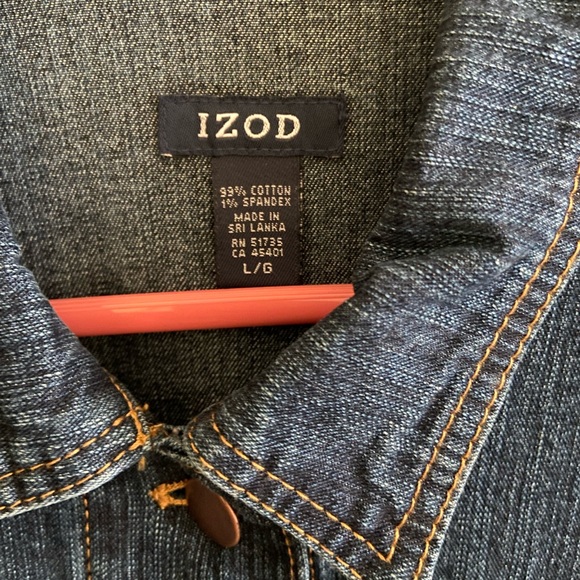 IZOD
99% COTTON
1% SPANDEX
MADE IN
SRI LANKA
RN 51735
CA 45401
L/G